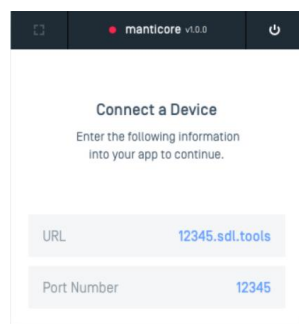 manticore v1.0.0
Connect a Device
Enter the following information
into your app to continue.
URL 12345.sdl.tools
Port Number 12345